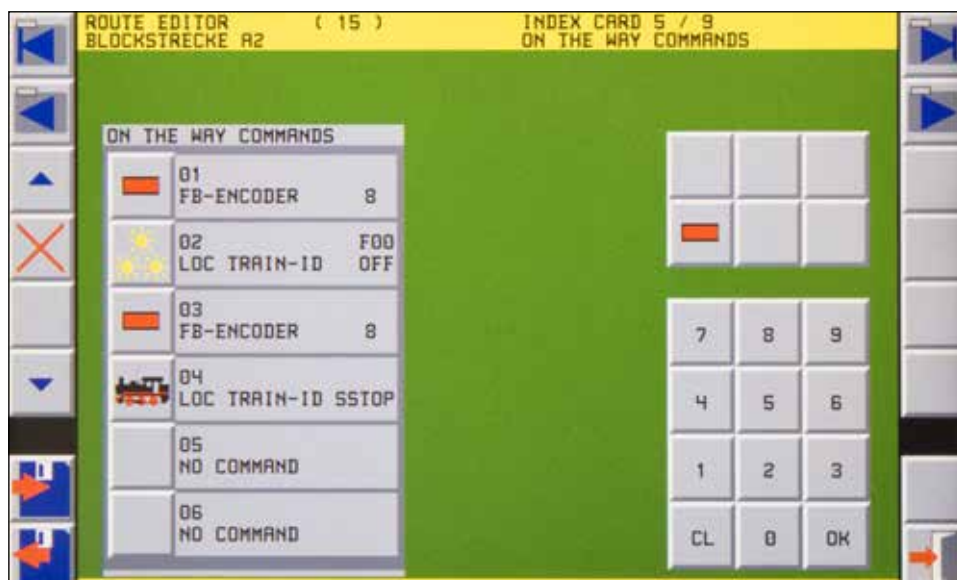 ROUTE EDITOR ( 15 )
BLOCKSTRECKE A2
INDEX CARD 5 / 9
ON THE WAY COMMANDS
ON THE WAY COMMANDS
01
FB-ENCODER 8
02 F00
LOC TRAIN-ID OFF
03
FB-ENCODER 8
04
LOC TRAIN-ID SSTOP
05
NO COMMAND
06
NO COMMAND
7 8 9
4 5 6
1 2 3
CL 0 OK